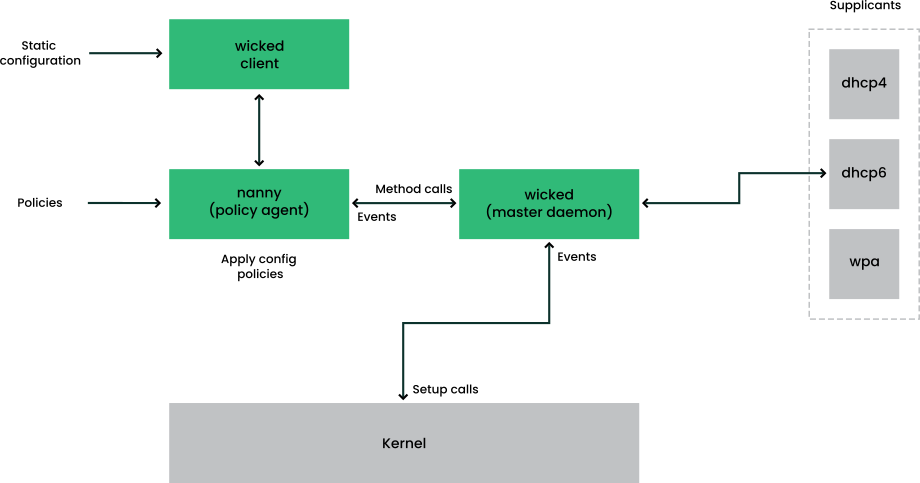 Supplicants
Static
configuration
wicked
client
dhcp4
Policies
nanny
(policy agent)
Method calls
Events
wicked
(master daemon)
dhcp6
Apply config
policies
Events
wpa
Setup calls
Kernel